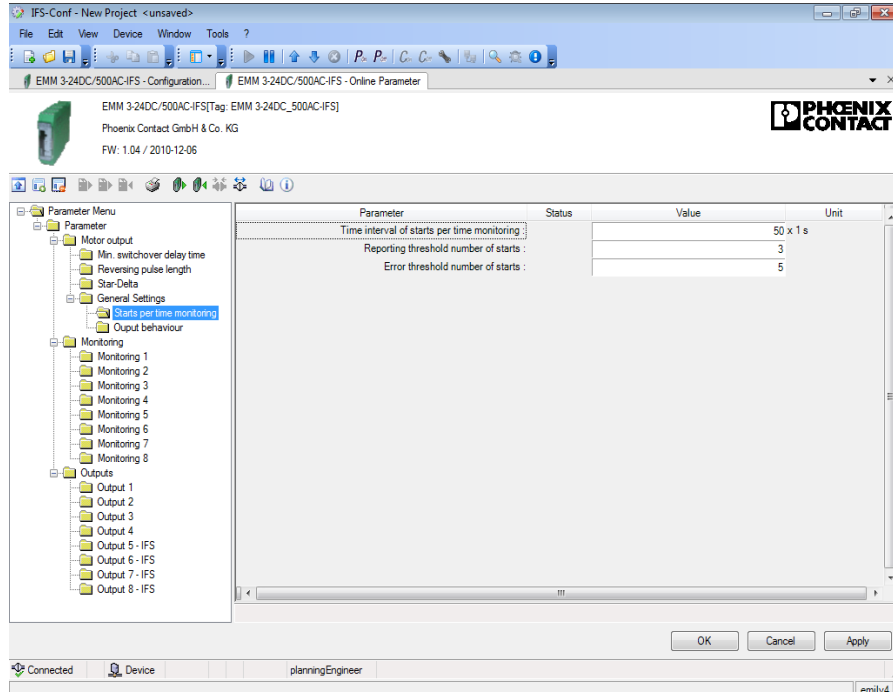 IFS-Conf - New Project <unsaved>
File Edit View Device Window Tools ?
EMM 3-24DC/500AC-IFS - Configuration... EMM 3-24DC/500AC-IFS - Online Parameter
EMM 3-24DC/500AC-IFS[Tag: EMM 3-24DC_500AC-IFS]
Phoenix Contact GmbH & Co. KG
FW: 1.04 / 2010-12-06
PHŒNIX
CONTACT
Parameter Menu
Parameter
Motor output
Min. switchover delay time
Reversing pulse length
Star-Delta
General Settings
Starts per time monitoring
Ouput behaviour
Monitoring
Monitoring 1
Monitoring 2
Monitoring 3
Monitoring 4
Monitoring 5
Monitoring 6
Monitoring 7
Monitoring 8
Outputs
Output 1
Output 2
Output 3
Output 4
Output 5 - IFS
Output 6 - IFS
Output 7 - IFS
Output 8 - IFS
Parameter Status Value Unit
Time interval of starts per time monitoring : 50 x 1 s
Reporting threshold number of starts : 3
Error threshold number of starts : 5
OK Cancel Apply
Connected Device planningEngineer
emily4